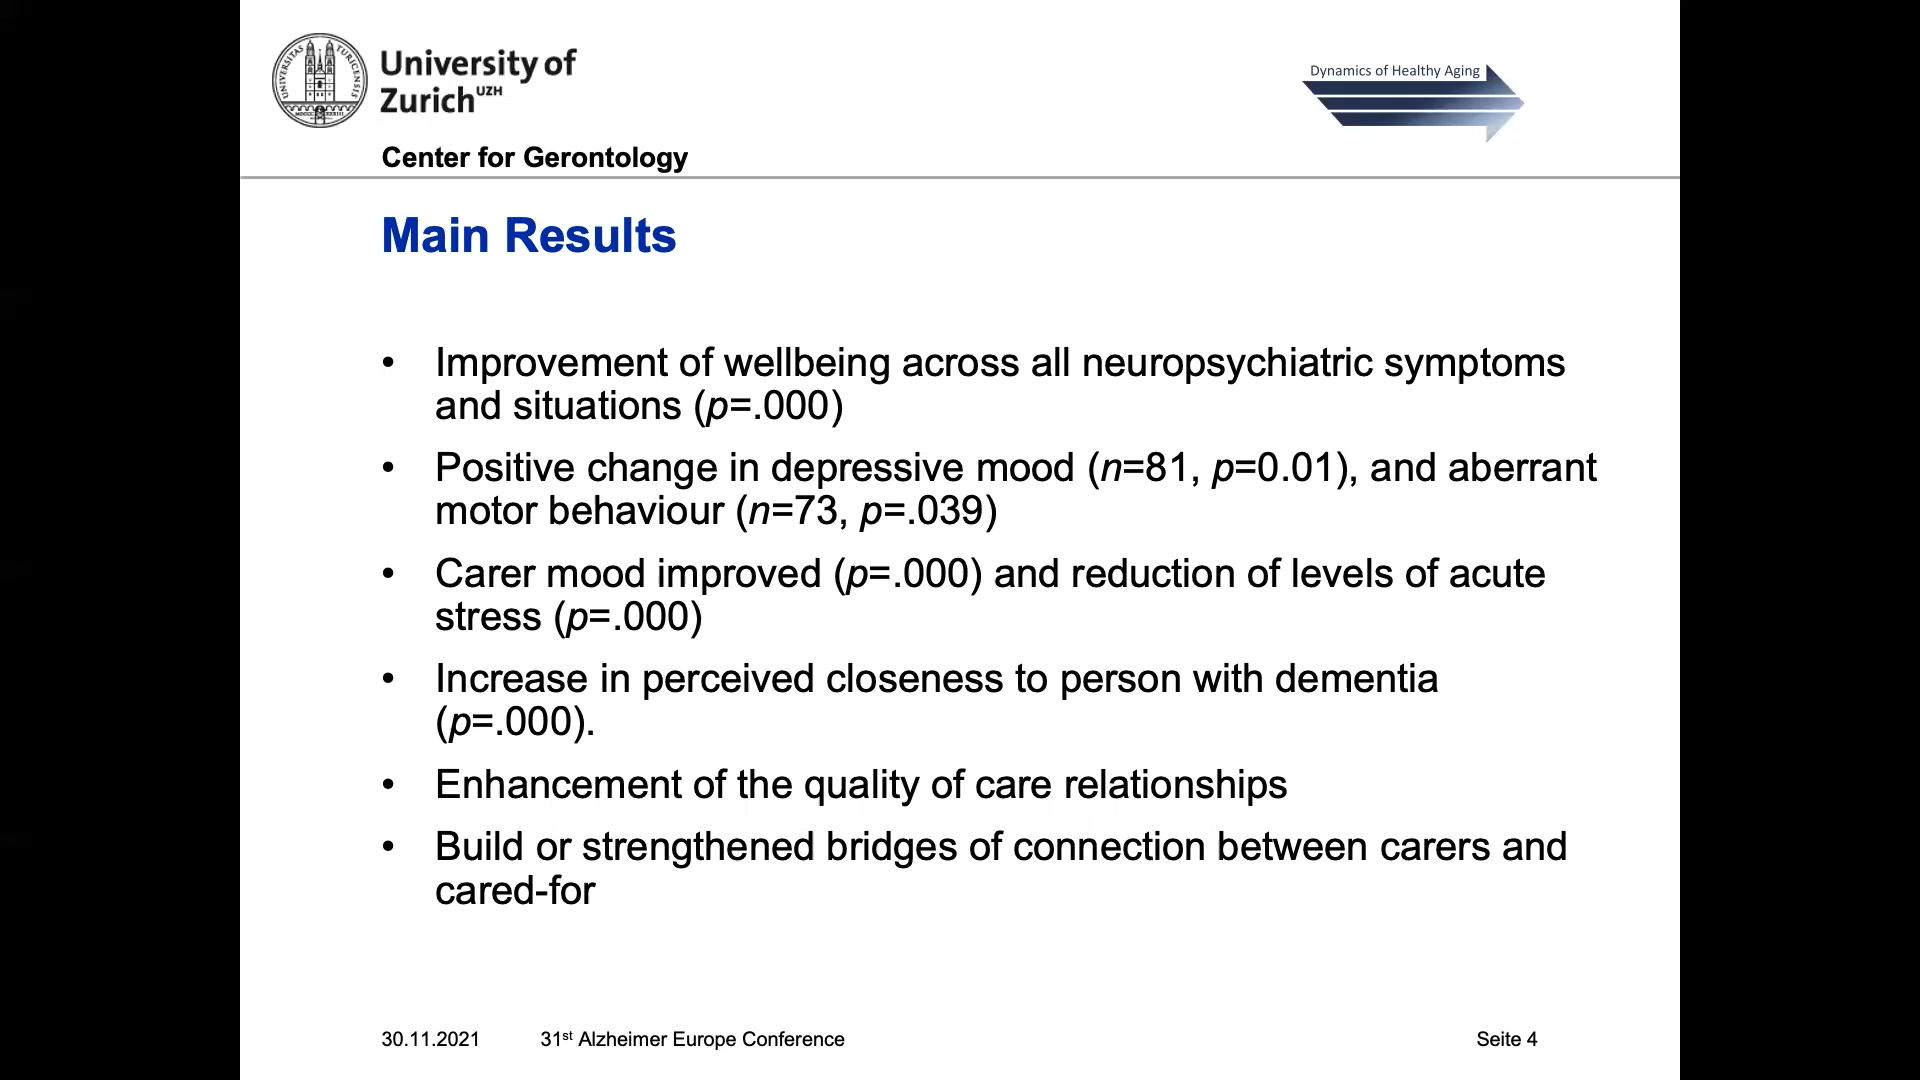 University of
Zurich UZH
Dynamics of Healthy Aging
Center for Gerontology
Main Results
• Improvement of wellbeing across all neuropsychiatric symptoms
and situations (p=.000)
• Positive change in depressive mood (n=81, p=0.01), and aberrant
motor behaviour (n=73, p=.039)
• Carer mood improved (p=.000) and reduction of levels of acute
stress (p=.000)
• Increase in perceived closeness to person with dementia
(p=.000).
• Enhancement of the quality of care relationships
• Build or strengthened bridges of connection between carers and
cared-for
30.11.2021 31st Alzheimer Europe Conference Seite 4